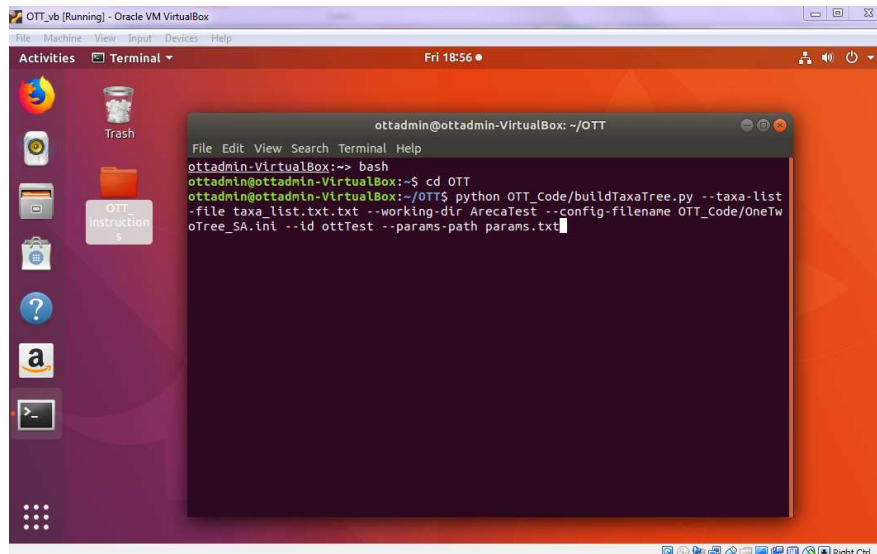 OTT_vb [Running] - Oracle VM VirtualBox
File Machine View Input Devices Help
Activities Terminal Fri 18:56
Trash
OTT_
instruction
s
ottadmin@ottadmin-VirtualBox: ~/OTT
File Edit View Search Terminal Help
ottadmin-VirtualBox:~> bash
ottadmin@ottadmin-VirtualBox:~$ cd OTT
ottadmin@ottadmin-VirtualBox:~/OTT$ python OTT_Code/buildTaxaTree.py --taxa-list
-file taxa_list.txt.txt --working-dir ArecaTest --config-filename OTT_Code/OneTw
oTree_SA.ini --id ottTest --params-path params.txt
Right Ctrl